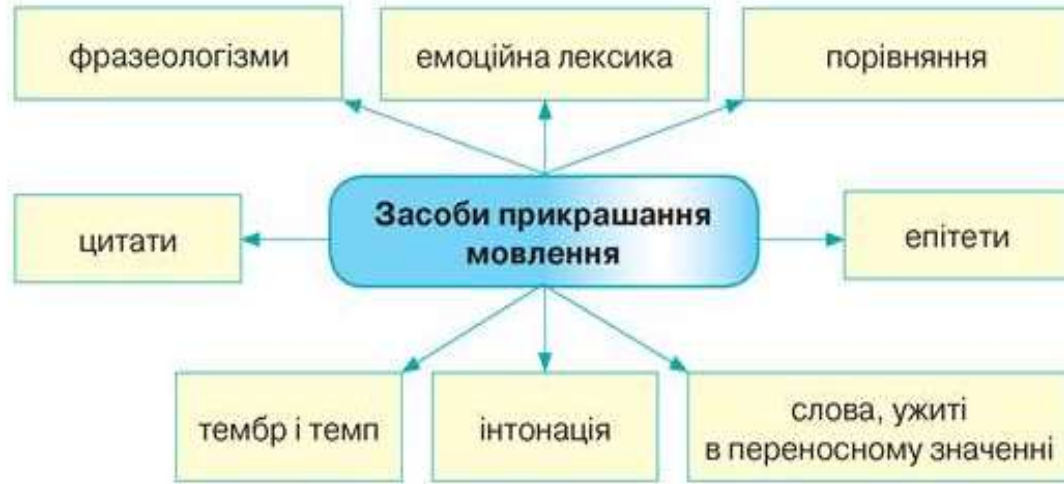 фразеологізми
емоційна лексика
порівняння
цитати
Засоби прикрашання
мовлення
епітети
тембр і темп
інтонація
слова, ужиті
в переносному значенні